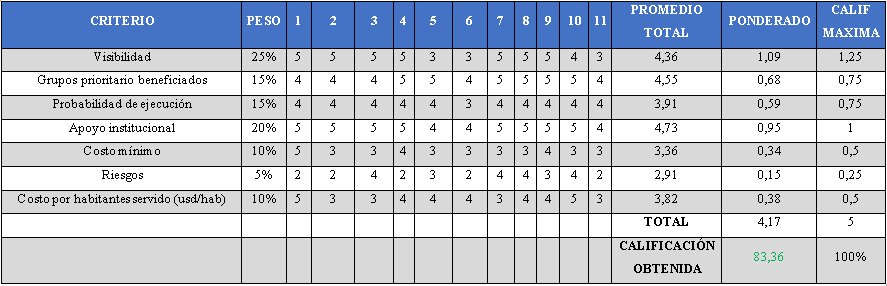 CRITERIO PESO 1 2 3 4 5 6 7 8 9 10 11 PROMEDIO TOTAL PONDERADO CALIF MAXIMA
Visibilidad 25% 5 5 5 5 3 3 5 5 5 4 3 4,36 1,09 1,25
Grupos prioritario beneficiados 15% 4 4 4 5 5 4 5 5 5 5 4 4,55 0,68 0,75
Probabilidad de ejecución 15% 4 4 4 4 4 3 4 4 4 4 4 3,91 0,59 0,75
Apoyo institucional 20% 5 5 5 5 4 4 5 5 5 5 4 4,73 0,95 1
Costo mínimo 10% 5 3 3 4 3 3 3 3 4 3 3 3,36 0,34 0,5
Riesgos 5% 2 2 4 2 3 2 4 4 3 4 2 2,91 0,15 0,25
Costo por habitantes servido (usd/hab) 10% 5 3 3 4 4 4 3 4 4 5 3 3,82 0,38 0,5
TOTAL 4,17 5
CALIFICACIÓN OBTENIDA 83,36 100%